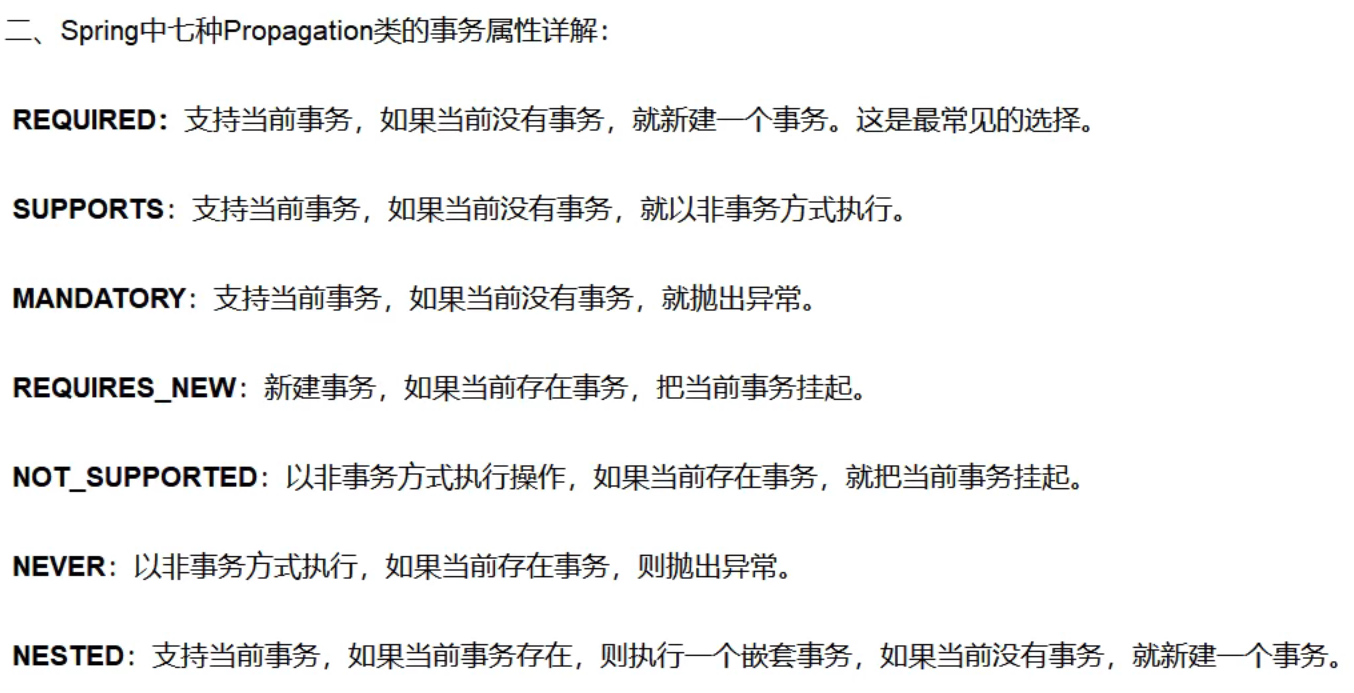 二、Spring中七种Propagation类的事务属性详解：
REQUIRED：支持当前事务，如果当前没有事务，就新建一个事务。这是最常见的选择。
SUPPORTS：支持当前事务，如果当前没有事务，就以非事务方式执行。
MANDATORY：支持当前事务，如果当前没有事务，就抛出异常。
REQUIRES_NEW：新建事务，如果当前存在事务，把当前事务挂起。
NOT_SUPPORTED：以非事务方式执行操作，如果当前存在事务，就把当前事务挂起。
NEVER：以非事务方式执行，如果当前存在事务，则抛出异常。
NESTED：支持当前事务，如果当前事务存在，则执行一个嵌套事务，如果当前没有事务，就新建一个事务。